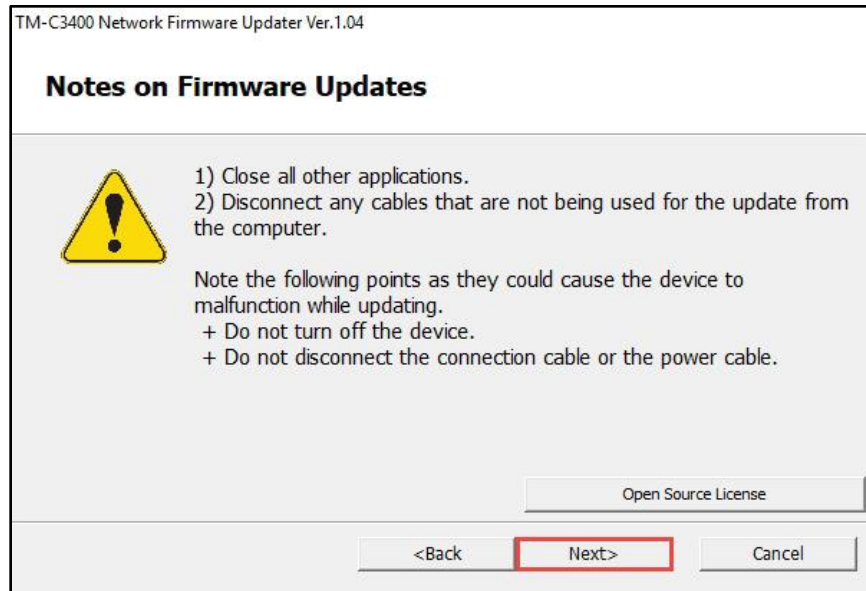 TM-C3400 Network Firmware Updater Ver.1.04
Notes on Firmware Updates
1) Close all other applications.
2) Disconnect any cables that are not being used for the update from
the computer.
Note the following points as they could cause the device to
malfunction while updating.
+ Do not turn off the device.
+ Do not disconnect the connection cable or the power cable.
Open Source License
<Back
Next>
Cancel